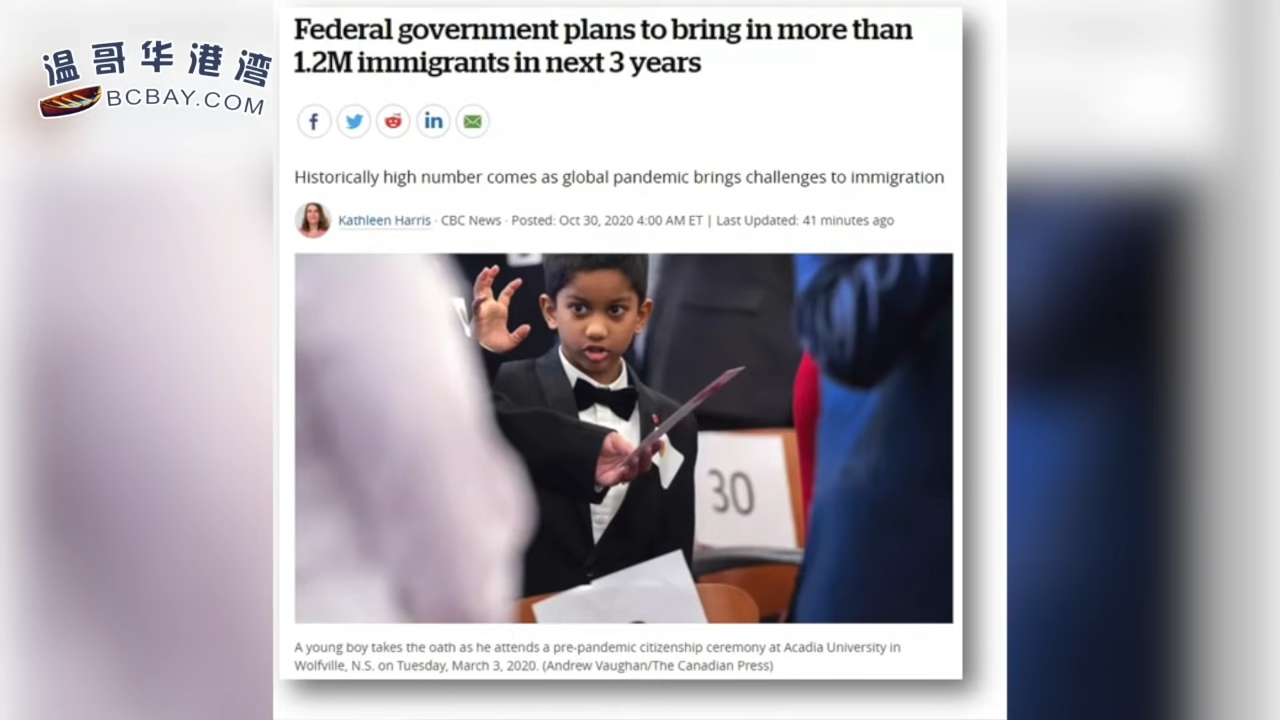 温哥华港湾
BCBAY.COM
Federal government plans to bring in more than
1.2M immigrants in next 3 years
f
in
Historically high number comes as global pandemic brings challenges to immigration
Kathleen Harris · CBC News · Posted: Oct 30, 2020 4:00 AM ET | Last Updated: 41 minutes ago
30
A young boy takes the oath as he attends a pre-pandemic citizenship ceremony at Acadia University in
Wolfville, N.S. on Tuesday, March 3, 2020. (Andrew Vaughan/The Canadian Press)